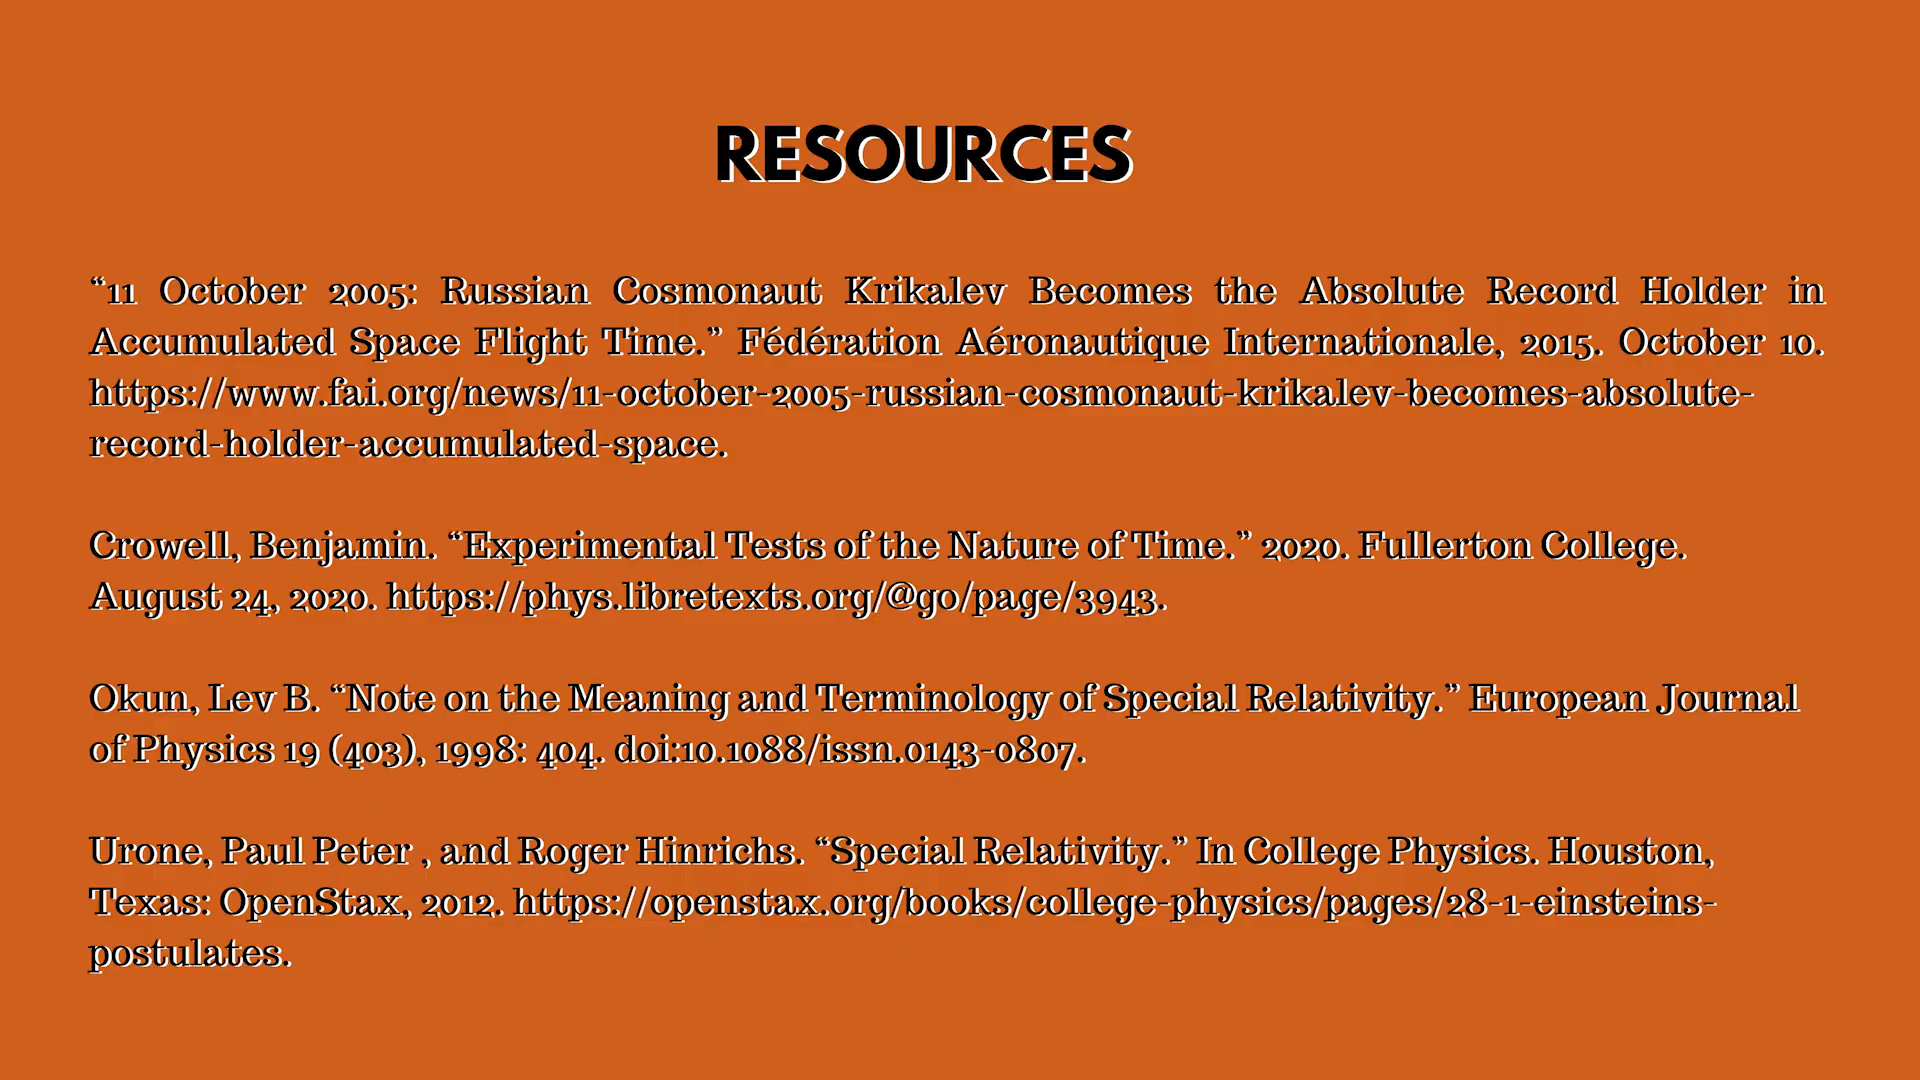 RESOURCES
“11 October 2005: Russian Cosmonaut Krikalev Becomes the Absolute Record Holder in
Accumulated Space Flight Time.” Fédération Aéronautique Internationale, 2015. October 10.
https://www.fai.org/news/11-october-2005-russian-cosmonaut-krikalev-becomes-absolute-
record-holder-accumulated-space.
Crowell, Benjamin. “Experimental Tests of the Nature of Time.” 2020. Fullerton College.
August 24, 2020. https://phys.libretexts.org/@go/page/3943.
Okun, Lev B. “Note on the Meaning and Terminology of Special Relativity.” European Journal
of Physics 19 (403), 1998: 404. doi:10.1088/issn.0143-0807.
Urone, Paul Peter , and Roger Hinrichs. “Special Relativity.” In College Physics. Houston,
Texas: OpenStax, 2012. https://openstax.org/books/college-physics/pages/28-1-einsteins-
postulates.